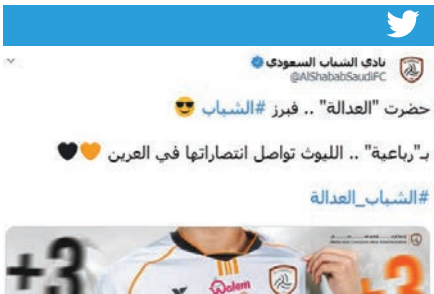 نادي الشباب السعودي
@AlShababSaudiFC
حضرت "العدالة" .. فبرز #الشباب 😎
بـ"رباعية" .. الليوث تواصل انتصاراتها في العرين 🧡🖤
#الشباب_العدالة
+3
Qalem
+3